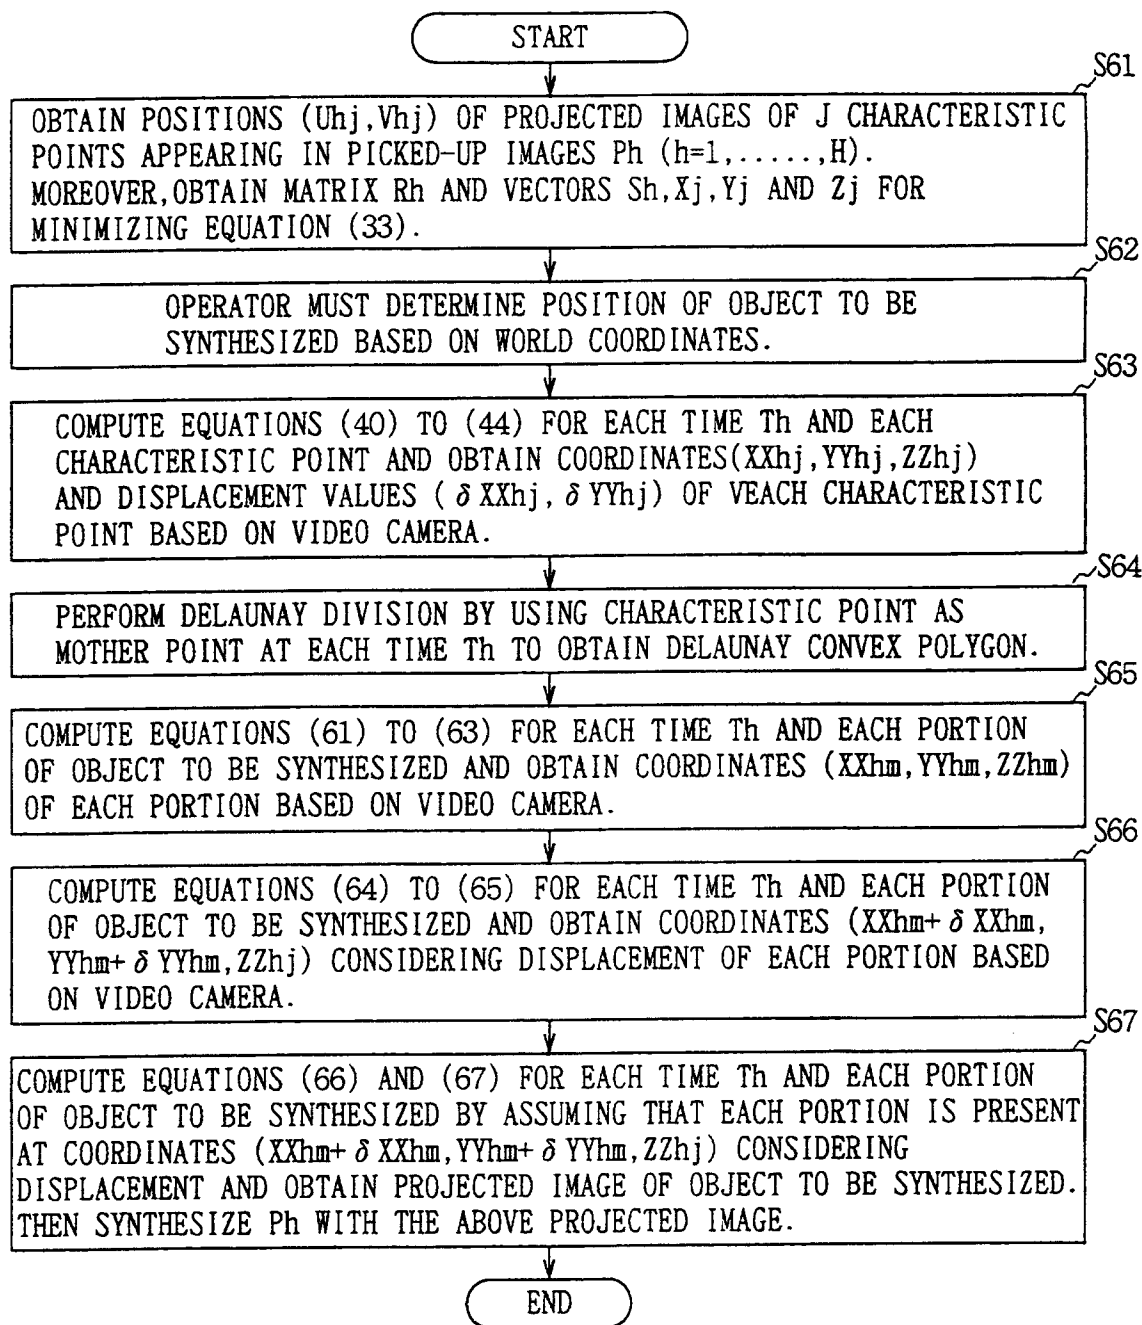 START
S61
OBTAIN POSITIONS (Uhj,Vhj) OF PROJECTED IMAGES OF J CHARACTERISTIC
POINTS APPEARING IN PICKED-UP IMAGES Ph (h=1,.....,H).
MOREOVER,OBTAIN MATRIX Rh AND VECTORS Sh,Xj,Yj AND Zj FOR
MINIMIZING EQUATION (33).
S62
OPERATOR MUST DETERMINE POSITION OF OBJECT TO BE
SYNTHESIZED BASED ON WORLD COORDINATES.
S63
COMPUTE EQUATIONS (40) TO (44) FOR EACH TIME Th AND EACH
CHARACTERISTIC POINT AND OBTAIN COORDINATES(XXhj,YYhj,ZZhj)
AND DISPLACEMENT VALUES (δXXhj,δYYhj) OF VEACH CHARACTERISTIC
POINT BASED ON VIDEO CAMERA.
S64
PERFORM DELAUNAY DIVISION BY USING CHARACTERISTIC POINT AS
MOTHER POINT AT EACH TIME Th TO OBTAIN DELAUNAY CONVEX POLYGON.
S65
COMPUTE EQUATIONS (61) TO (63) FOR EACH TIME Th AND EACH PORTION
OF OBJECT TO BE SYNTHESIZED AND OBTAIN COORDINATES (XXhm,YYhm,ZZhm)
OF EACH PORTION BASED ON VIDEO CAMERA.
S66
COMPUTE EQUATIONS (64) TO (65) FOR EACH TIME Th AND EACH PORTION
OF OBJECT TO BE SYNTHESIZED AND OBTAIN COORDINATES (XXhm+δXXhm,
YYhm+δYYhm,ZZhj) CONSIDERING DISPLACEMENT OF EACH PORTION BASED
ON VIDEO CAMERA.
S67
COMPUTE EQUATIONS (66) AND (67) FOR EACH TIME Th AND EACH PORTION
OF OBJECT TO BE SYNTHESIZED BY ASSUMING THAT EACH PORTION IS PRESENT
AT COORDINATES (XXhm+δXXhm,YYhm+δYYhm,ZZhj) CONSIDERING
DISPLACEMENT AND OBTAIN PROJECTED IMAGE OF OBJECT TO BE SYNTHESIZED.
THEN SYNTHESIZE Ph WITH THE ABOVE PROJECTED IMAGE.
END